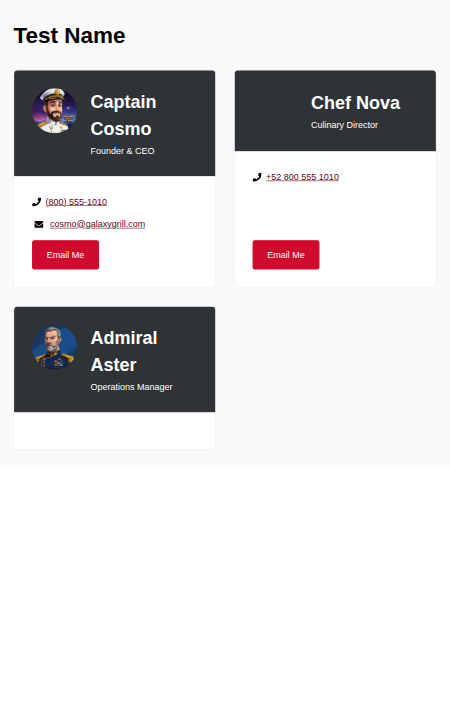 Test Name
Captain
Cosmo
Founder & CEO
(800) 555-1010
cosmo@galaxygrill.com
Email Me
Chef Nova
Culinary Director
+52 800 555 1010
Email Me
Admiral
Aster
Operations Manager